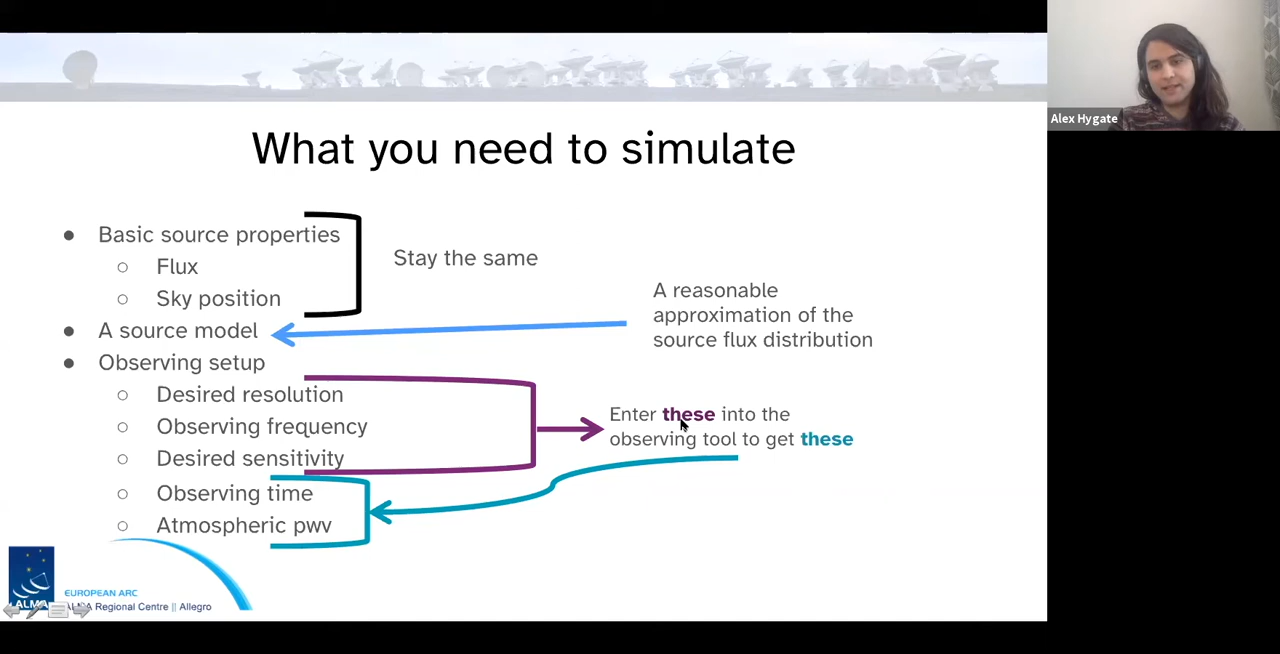 Alex Hygate
What you need to simulate
Basic source properties
Flux
Sky position
Stay the same
A source model
A reasonable
approximation of the
source flux distribution
Observing setup
Desired resolution
Observing frequency
Desired sensitivity
Enter these into the
observing tool to get these
Observing time
Atmospheric pwv
ALMA
EUROPEAN ARC
ALMA Regional Centre || Allegro